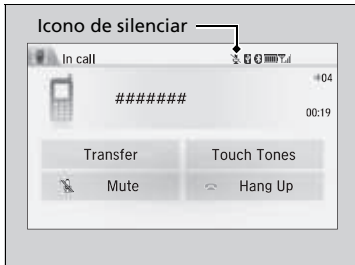 Icono de silenciar
In call
04
#######
00:19
Transfer
Touch Tones
Mute
Hang Up